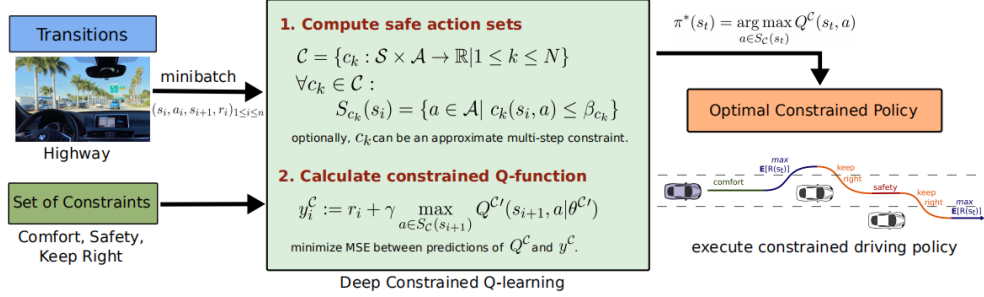 Transitions
Highway
minibatch
(s_i, a_i, s_{i+1}, r_i)_{1≤i≤n}
Set of Constraints
Comfort, Safety,
Keep Right
1. Compute safe action sets
𝒞 = {c_k : 𝒮 × 𝒜 → ℝ|1 ≤ k ≤ N}
∀c_k ∈ 𝒞 :
S_{c_k}(s_i) = {a ∈ 𝒜| c_k(s_i, a) ≤ β_{c_k}}
optionally, c_k can be an approximate multi-step constraint.
2. Calculate constrained Q-function
y_i^𝒞 := r_i + γ max_{a∈S_𝒞(s_{i+1})} Q^{𝒞′}(s_{i+1}, a|θ^{𝒞′})
minimize MSE between predictions of Q^𝒞 and y^𝒞.
Deep Constrained Q-learning
π*(s_t) = arg max_{a∈S_𝒞(s_t)} Q^𝒞(s_t, a)
Optimal Constrained Policy
comfort
max
E[R(s_t)]
keep
right
safety
keep
right
max
E[R(s_t)]
execute constrained driving policy